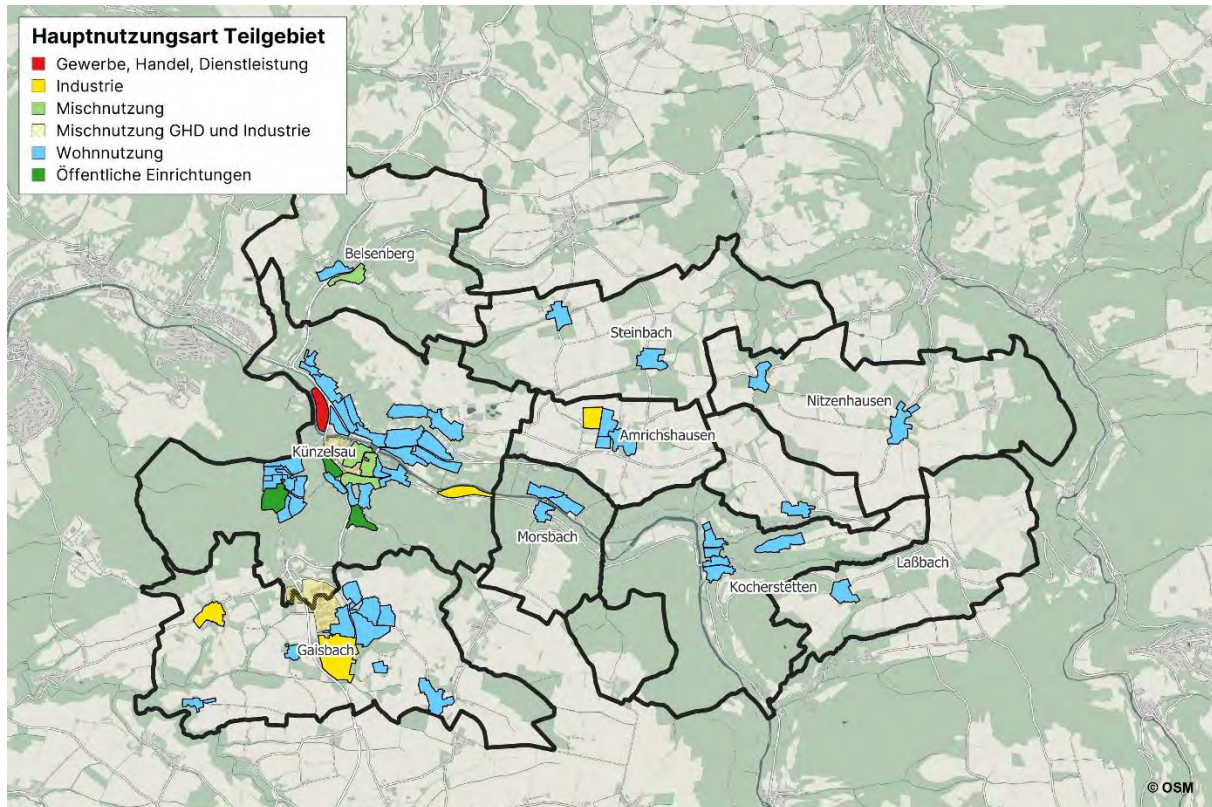 Hauptnutzungsart Teilgebiet
Gewerbe, Handel, Dienstleistung
Industrie
Mischnutzung
Mischnutzung GHD und Industrie
Wohnnutzung
Öffentliche Einrichtungen
Belsenberg
Steinbach
Nitzenhausen
Amrichshausen
Künzelsau
Morsbach
Laßbach
Kocherstetten
Gaisbach
© OSM